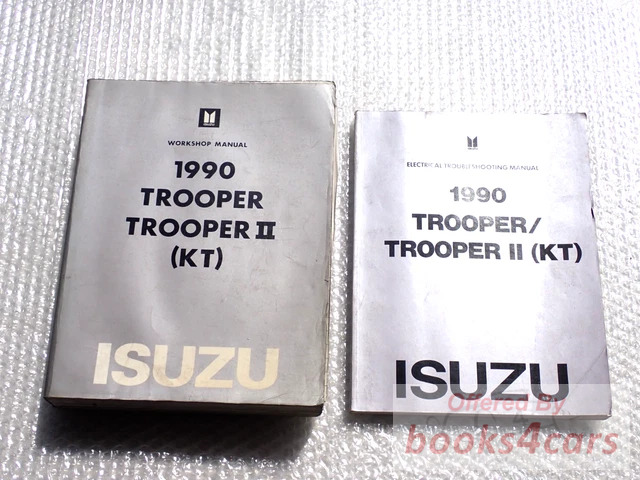 WORKSHOP MANUAL
1990
TROOPER
TROOPER II
(KT)
ISUZU
ELECTRICAL TROUBLESHOOTING MANUAL
1990
TROOPER/
TROOPER II (KT)
ISUZU
Offered By
books4cars